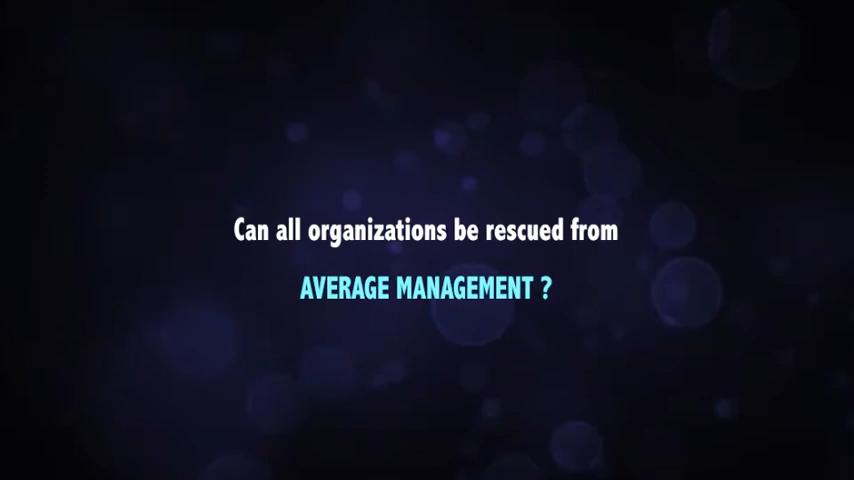 Can all organizations be rescued from
AVERAGE MANAGEMENT ?